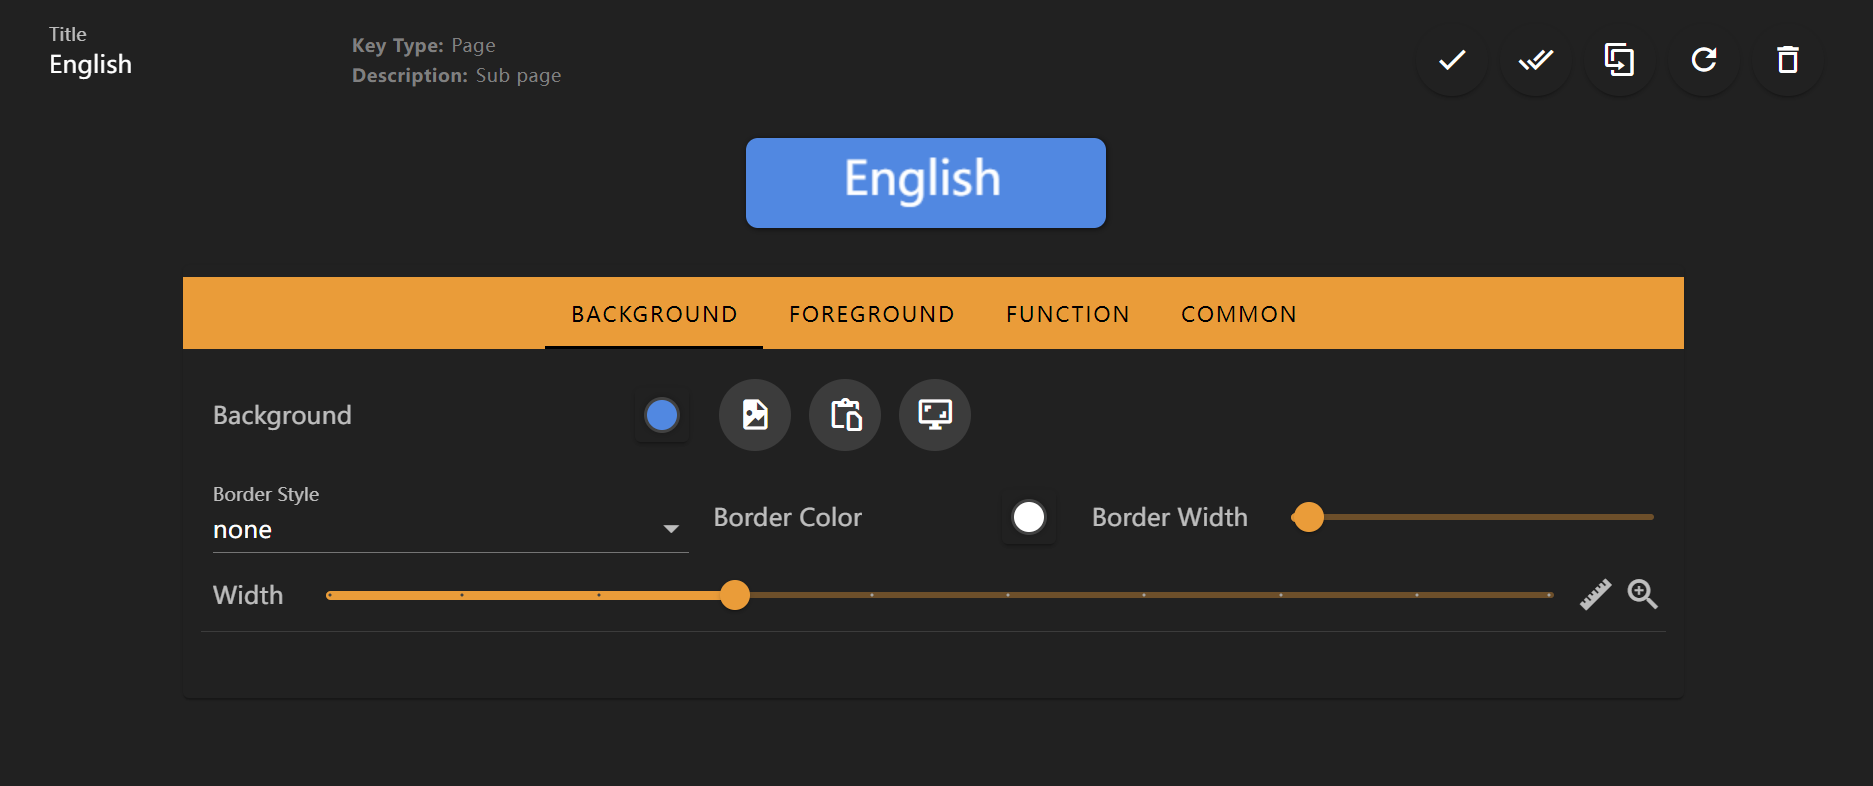 Title
English
Key Type: Page
Description: Sub page
English
BACKGROUND FOREGROUND FUNCTION COMMON
Background
Border Style
none
Border Color
Border Width
Width